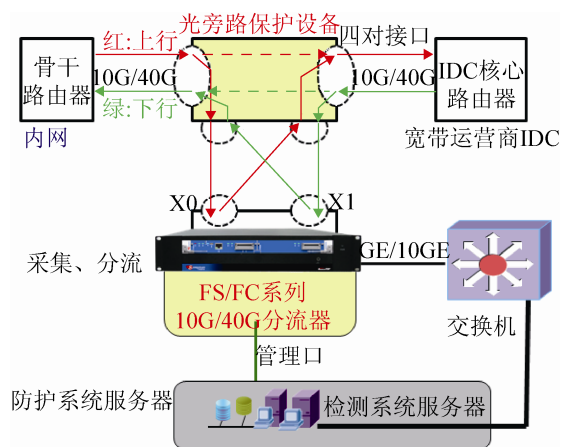 光旁路保护设备
红:上行
四对接口
骨干
路由器
10G/40G
10G/40G
IDC核心
路由器
绿:下行
内网
宽带运营商IDC
X0
X1
采集、分流
GE/10GE
FS/FC系列
10G/40G分流器
交换机
管理口
防护系统服务器
检测系统服务器